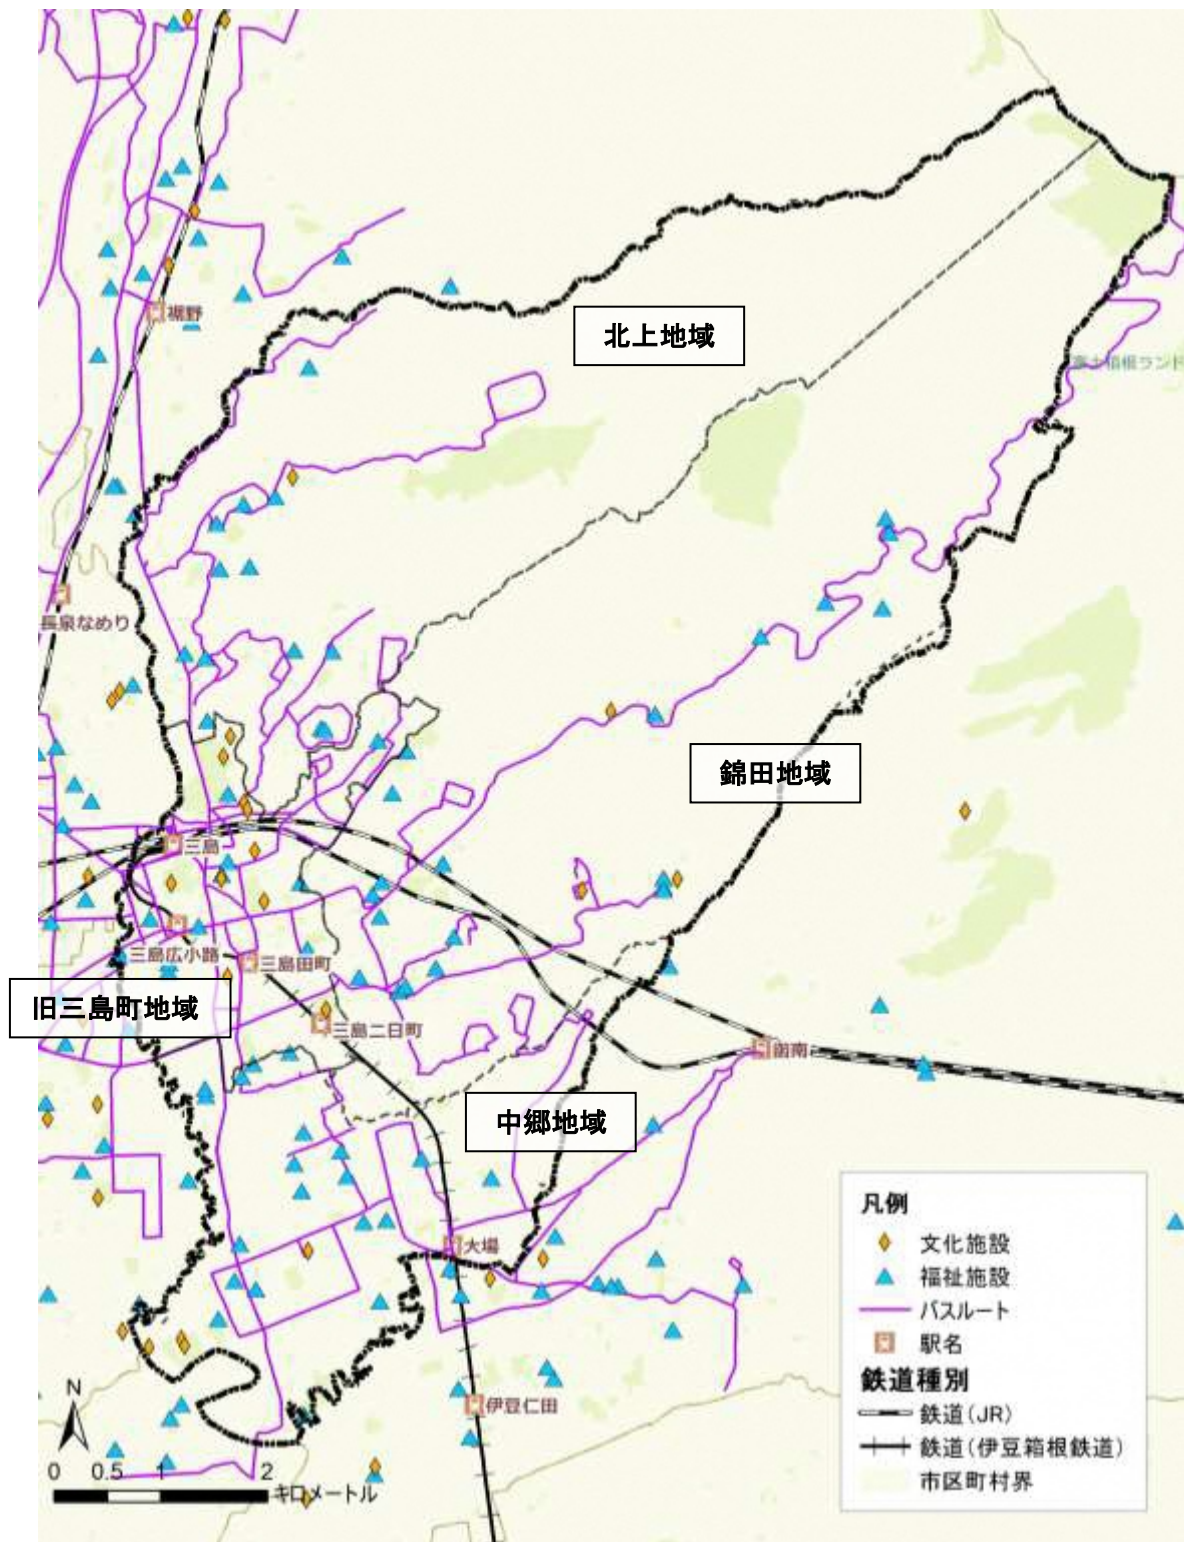 裾野
北上地域
富士箱根ランド
長泉なめり
錦田地域
三島
三島広小路
三島田町
旧三島町地域
三島二日町
函南
中郷地域
大場
伊豆仁田
凡例
文化施設
福祉施設
バスルート
駅名
鉄道種別
鉄道(JR)
鉄道(伊豆箱根鉄道)
市区町村界
N
0 0.5 1 2
キロメートル